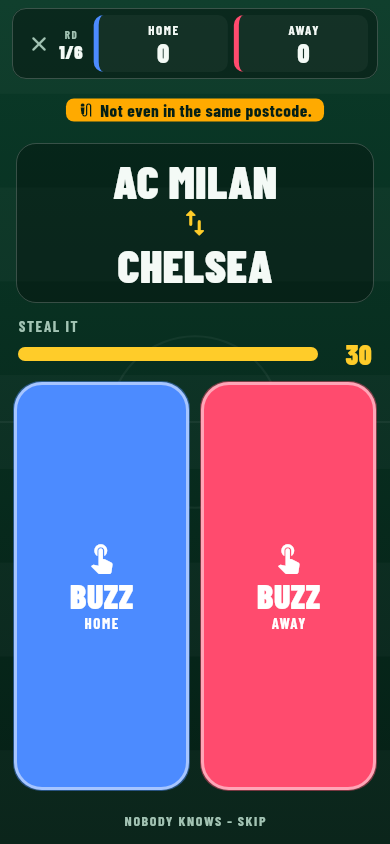 RD
1/6
HOME
0
AWAY
0
Not even in the same postcode.
AC MILAN
CHELSEA
STEAL IT
30
BUZZ
HOME
BUZZ
AWAY
NOBODY KNOWS - SKIP